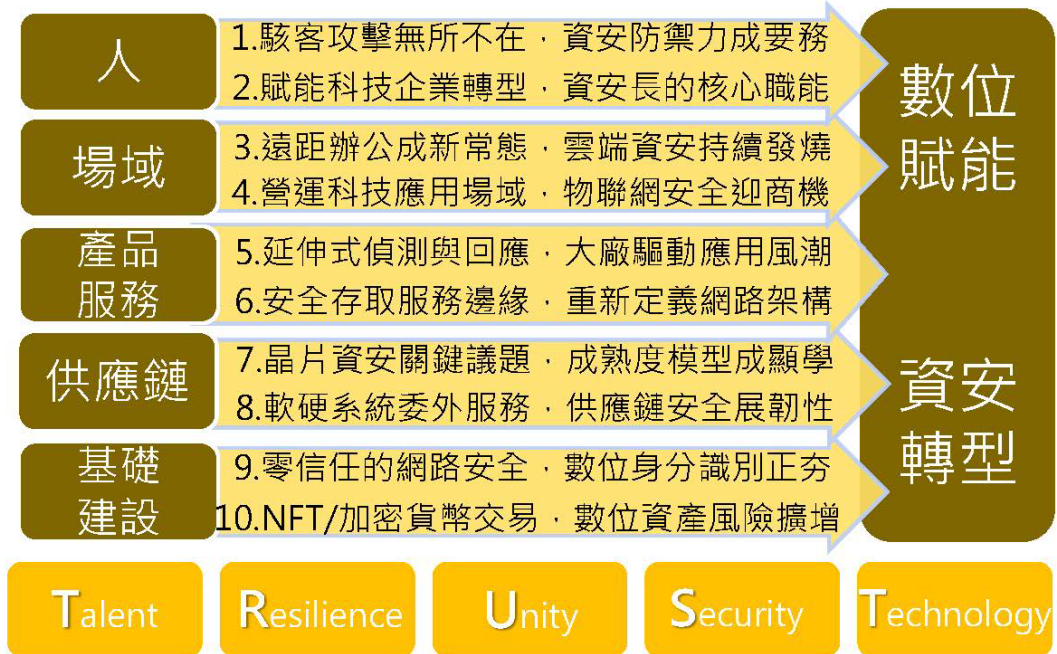 人
1.駭客攻擊無所不在，資安防禦力成要務
2.賦能科技企業轉型，資安長的核心職能
場域
3.遠距辦公成新常態，雲端資安持續發燒
4.營運科技應用場域，物聯網安全迎商機
產品
服務
5.延伸式偵測與回應，大廠驅動應用風潮
6.安全存取服務邊緣，重新定義網路架構
供應鏈
7.晶片資安關鍵議題，成熟度模型成顯學
8.軟硬系統委外服務，供應鏈安全展韌性
基礎
建設
9.零信任的網路安全，數位身分識別正夯
10.NFT/加密貨幣交易，數位資產風險擴增
數位
賦能
資安
轉型
Talent
Resilience
Unity
Security
Technology